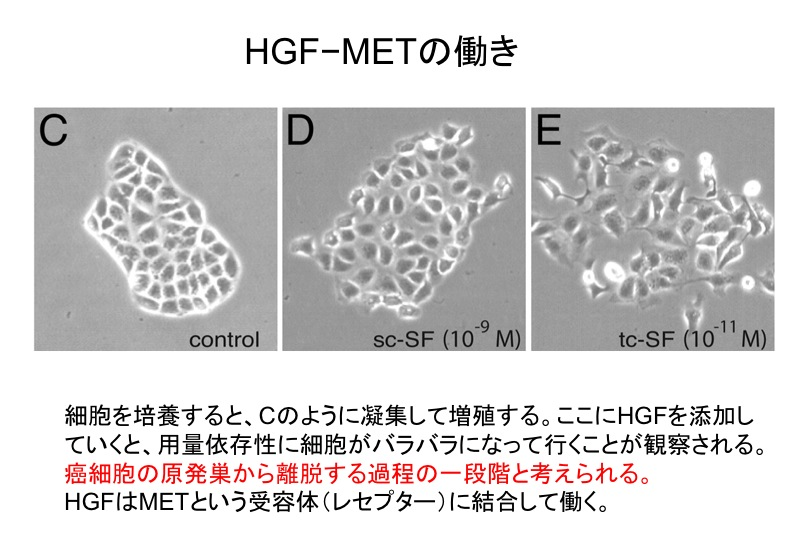 HGF−METの働き
C
D
E
control
sc-SF (10-9 M)
tc-SF (10-11 M)
細胞を培養すると、Cのように凝集して増殖する。ここにHGFを添加し
ていくと、用量依存性に細胞がバラバラになって行くことが観察される。
癌細胞の原発巣から離脱する過程の一段階と考えられる。
HGFはMETという受容体（レセプター）に結合して働く。